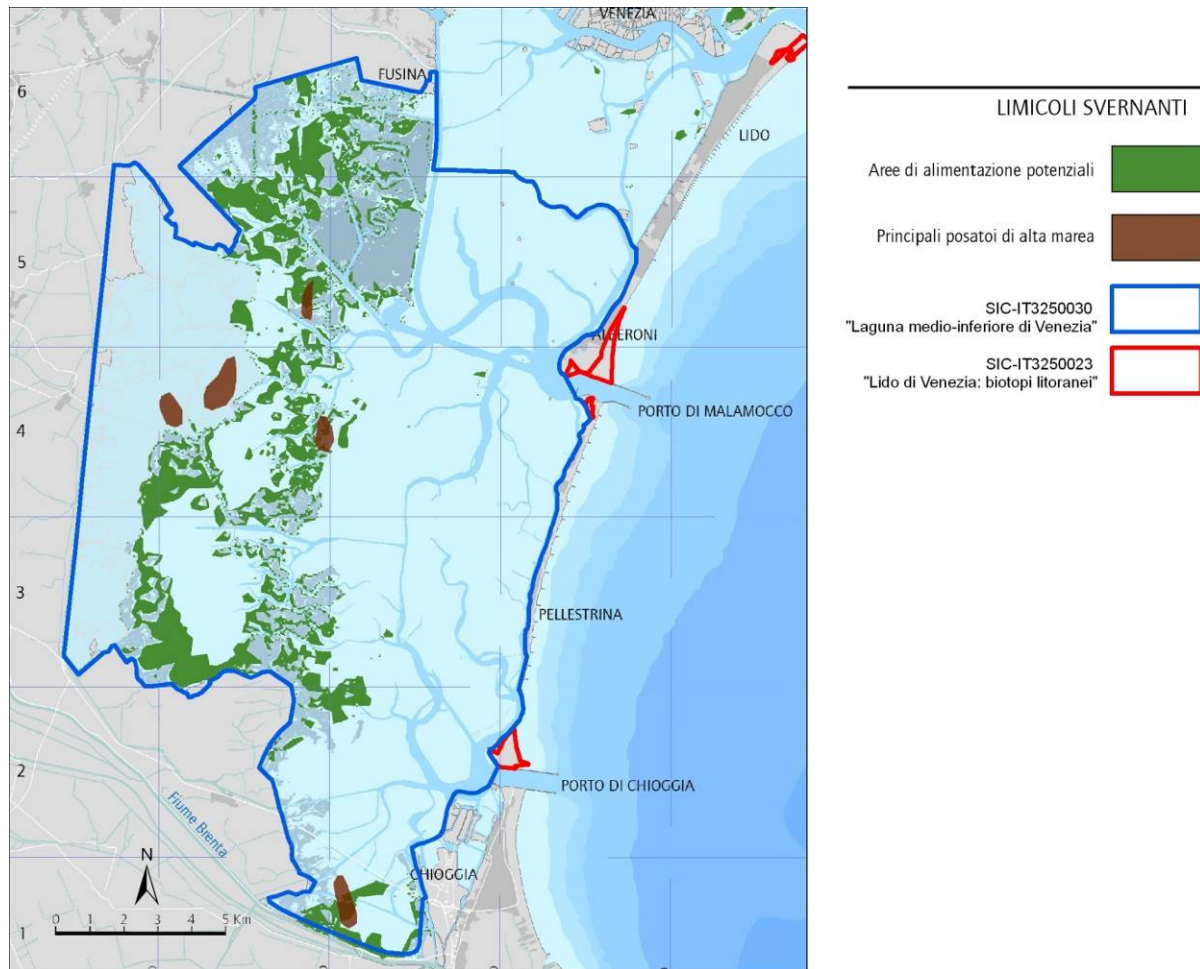 VENEZIA
6
FUSINA
LIDO
5
ALBERONI
PORTO DI MALAMOCCO
4
3
PELLESTRINA
2
PORTO DI CHIOGGIA
Fiume Brenta
N
CHIOGGIA
0 1 2 3 4 5 Km
1
LIMICOLI SVERNANTI
Aree di alimentazione potenziali
Principali posatoi di alta marea
SIC-IT3250030
"Laguna medio-inferiore di Venezia"
SIC-IT3250023
"Lido di Venezia: biotopi litoranei"